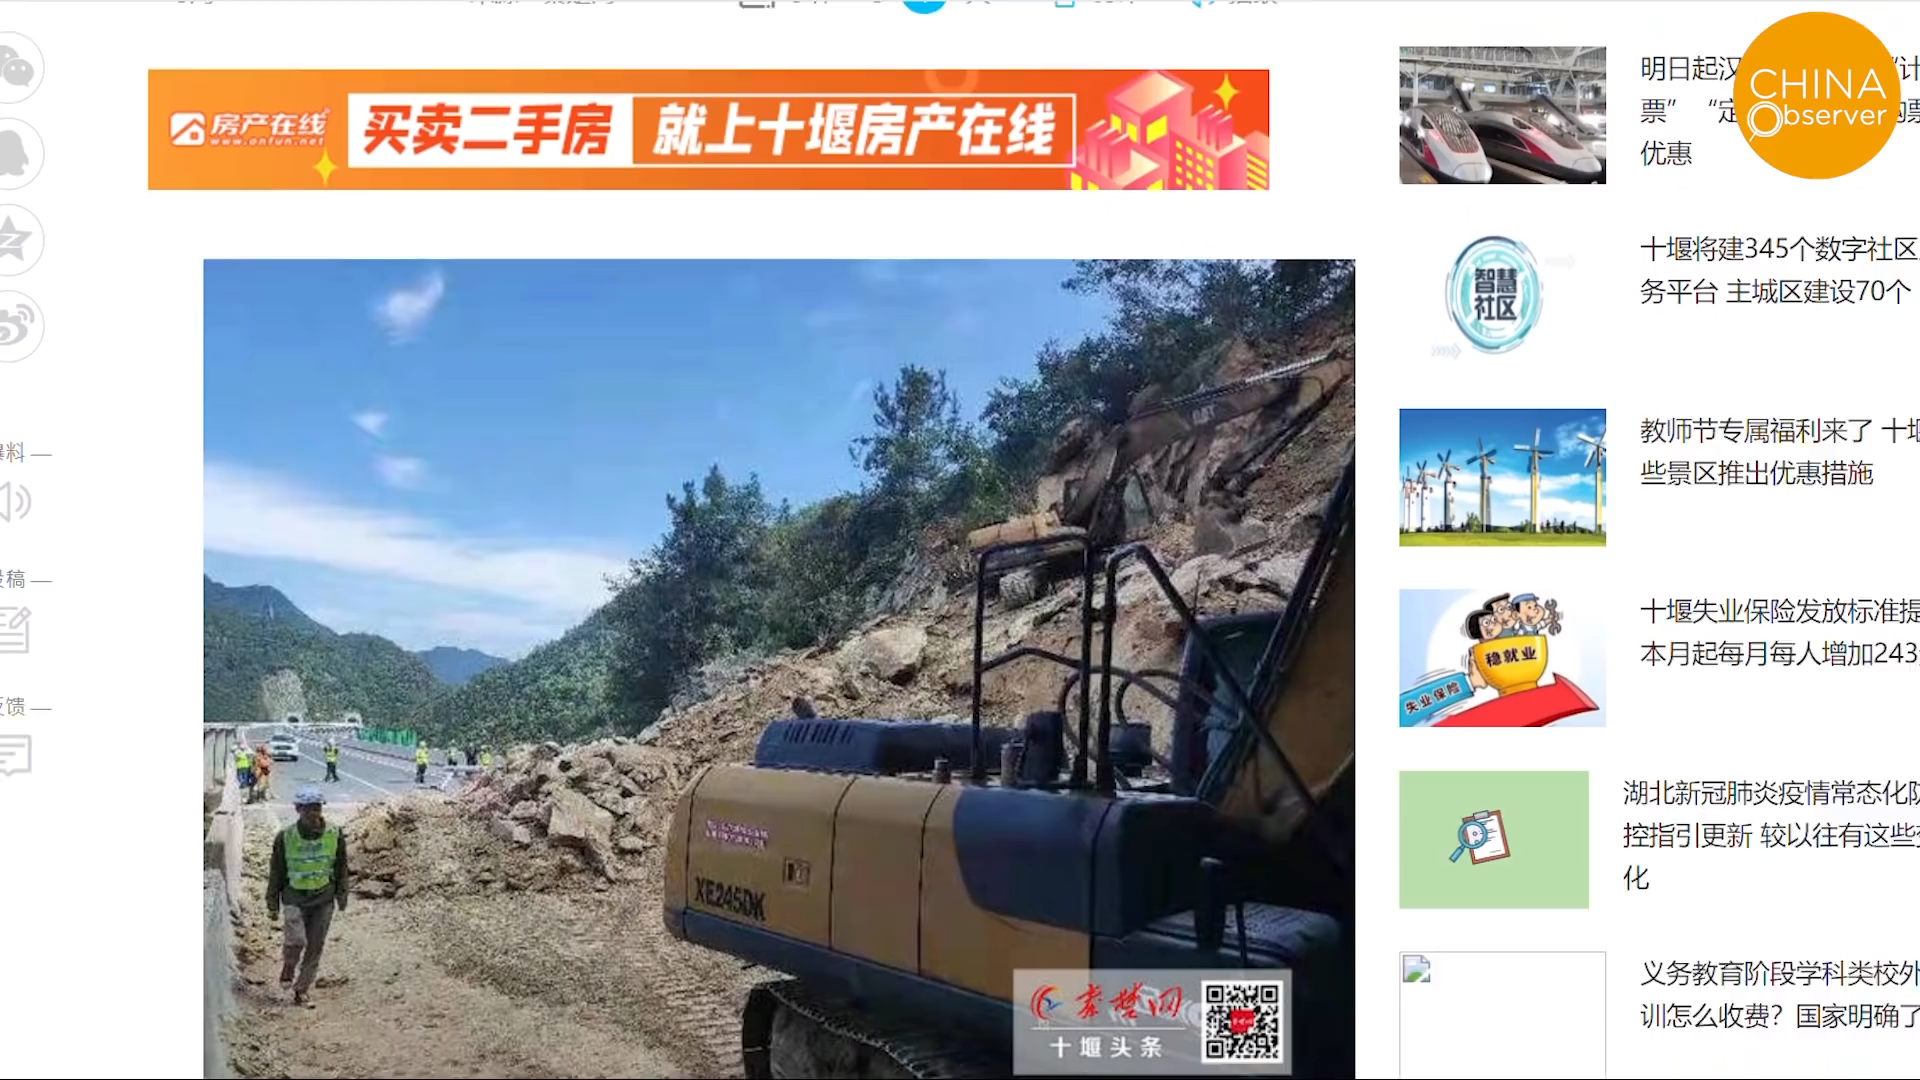 房产在线
www.onfun.net
买卖二手房
就上十堰房产在线
料
稿
馈
XE245DK
秦楚网
十堰头条
CHINA
Observer
明日起汉
票” “定
优惠
智慧
社区
十堰将建345个数字社区
务平台 主城区建设70个
教师节专属福利来了 十堰
些景区推出优惠措施
稳就业
失业保险
十堰失业保险发放标准提
本月起每月每人增加243
湖北新冠肺炎疫情常态化防
控指引更新 较以往有这些变
化
义务教育阶段学科类校外
训怎么收费？国家明确了